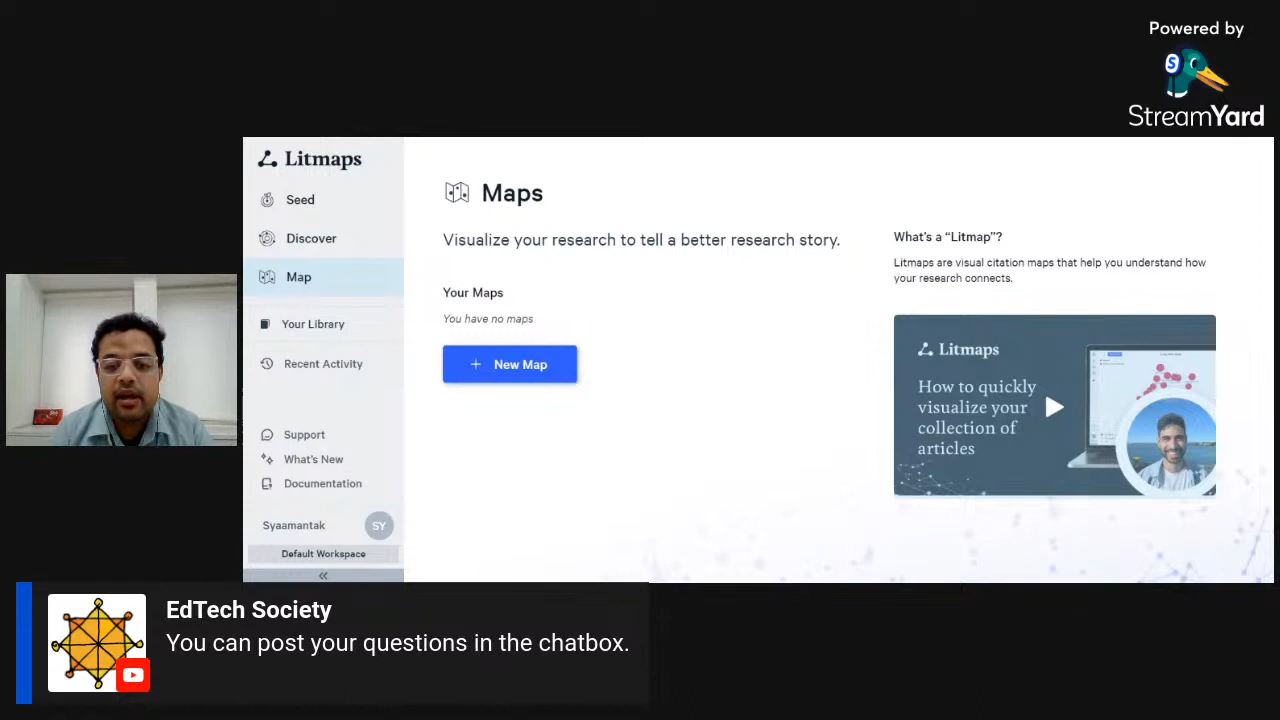 Powered by
S
StreamYard
Litmaps
Seed
Discover
Map
Your Library
Recent Activity
Support
What's New
Documentation
Syaamantak
SY
Default Workspace
«
Maps
Visualize your research to tell a better research story.
Your Maps
You have no maps
+ New Map
What's a “Litmap”?
Litmaps are visual citation maps that help you understand how
your research connects.
Litmaps
How to quickly
visualize your
collection of
articles
EdTech Society
You can post your questions in the chatbox.